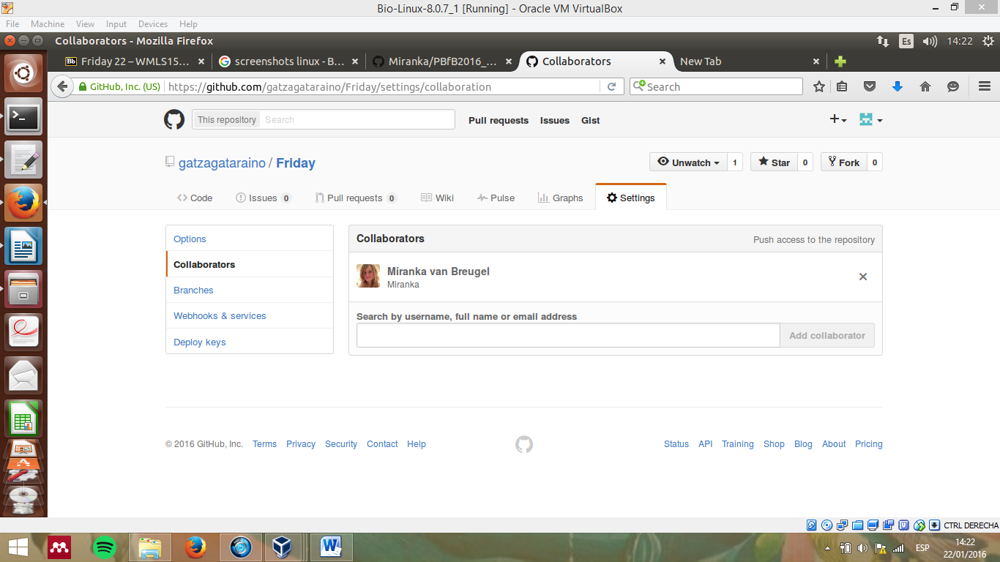 Bio-Linux-8.0.7_1 [Running] - Oracle VM VirtualBox
File Machine View Input Devices Help
Collaborators - Mozilla Firefox
Es 14:22
Bb Friday 22 – WMLS15... screenshots linux - B... Miranka/PBfB2016_... Collaborators New Tab
GitHub, Inc. (US) https://github.com/gatzagataraino/Friday/settings/collaboration Search
This repository Search Pull requests Issues Gist
gatzagataraino / Friday Unwatch 1 Star 0 Fork 0
Code Issues 0 Pull requests 0 Wiki Pulse Graphs Settings
Options
Collaborators
Branches
Webhooks & services
Deploy keys
Collaborators Push access to the repository
Miranka van Breugel
Miranka
Search by username, full name or email address
Add collaborator
© 2016 GitHub, Inc. Terms Privacy Security Contact Help Status API Training Shop Blog About Pricing
CTRL DERECHA
ESP 14:22
22/01/2016